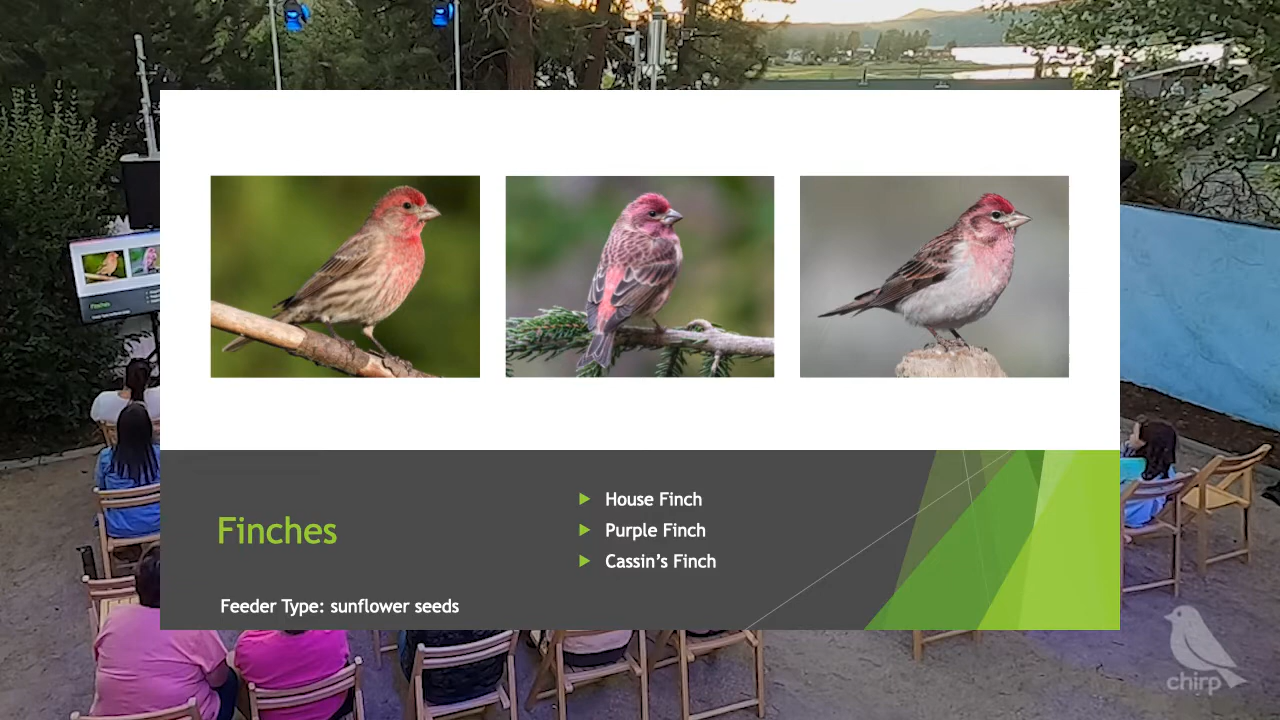 House Finch
Purple Finch
Cassin's Finch
Finches
Feeder Type: sunflower seeds
chirp